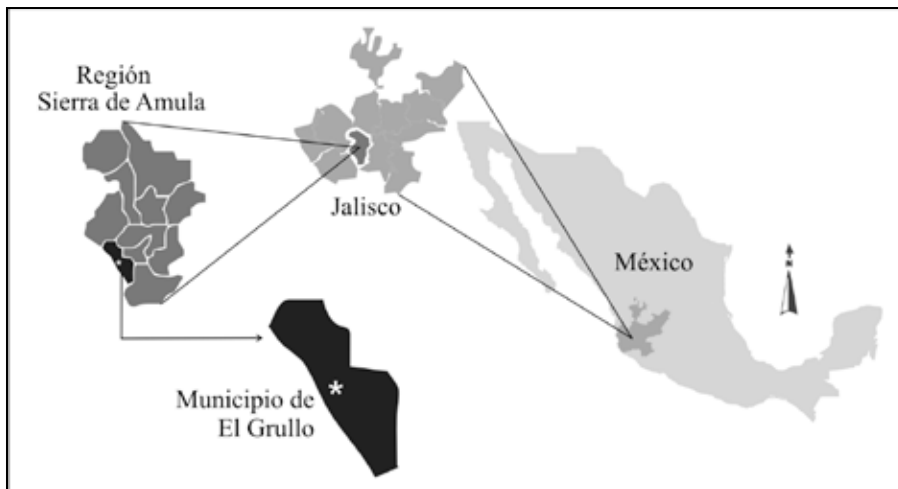 Región
Sierra de Amula
Jalisco
México
N
Municipio de
El Grullo